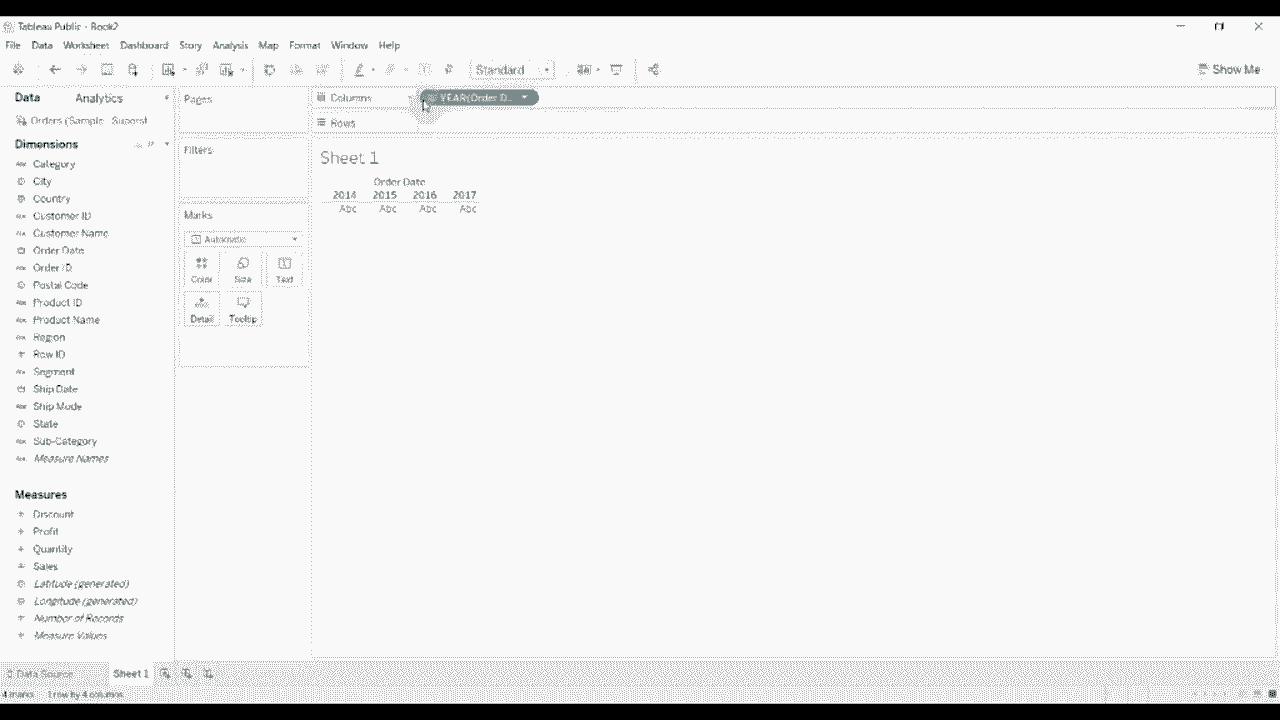 Tableau Public - Book2
File Data Worksheet Dashboard Story Analysis Map Format Window Help
Standard
Show Me
Data Analytics
Pages
Columns YEAR(Order D..
Orders (Sample - Superst
Rows
Dimensions
Filters
Sheet 1
Category
City
Country
Customer ID
Customer Name
Order Date
Order ID
Postal Code
Product ID
Product Name
Region
Row ID
Segment
Ship Date
Ship Mode
State
Sub-Category
Measure Names
Measures
Discount
Profit
Quantity
Sales
Latitude (generated)
Longitude (generated)
Number of Records
Measure Values
Marks
Automatic
Color Size Text
Detail Tooltip
Order Date
2014 2015 2016 2017
Abc Abc Abc Abc
Data Source Sheet 1
4 marks 1 row by 4 columns